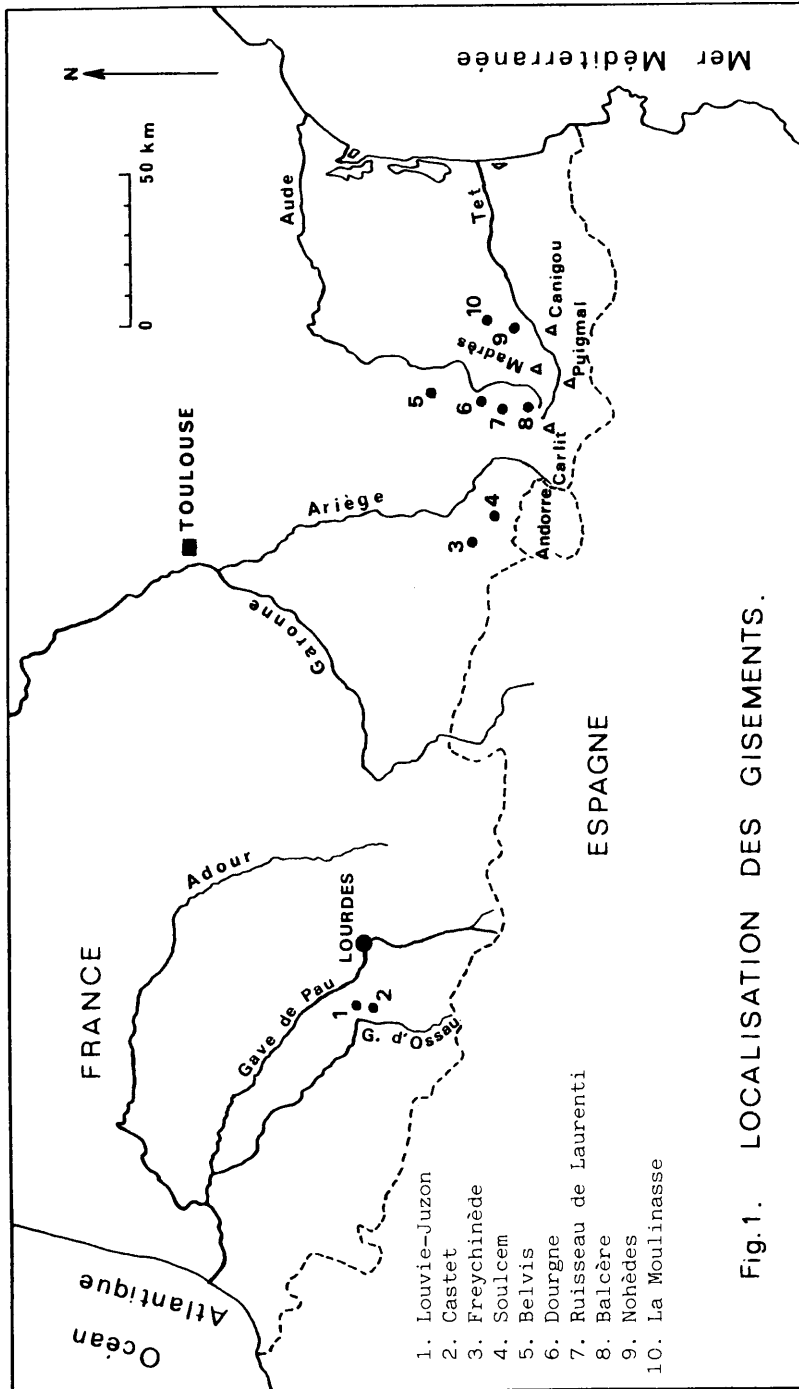 Océan
Atlantique
FRANCE
Adour
Gave de Pau
LOURDES
1
2
G. d'Ossau
Garonne
Ariège
TOULOUSE
N
0 50 km
Aude
Tet
Mer Méditerranée
3
4
5
6
7
8
9
10
Madrès
Canigou
Puigmal
Carlit
Andorre
ESPAGNE
1. Louvie-Juzon
2. Castet
3. Freychinède
4. Soulcem
5. Belvis
6. Dourgne
7. Ruisseau de Laurenti
8. Balcère
9. Nohèdes
10. La Moulinasse
Fig.1. LOCALISATION DES GISEMENTS.